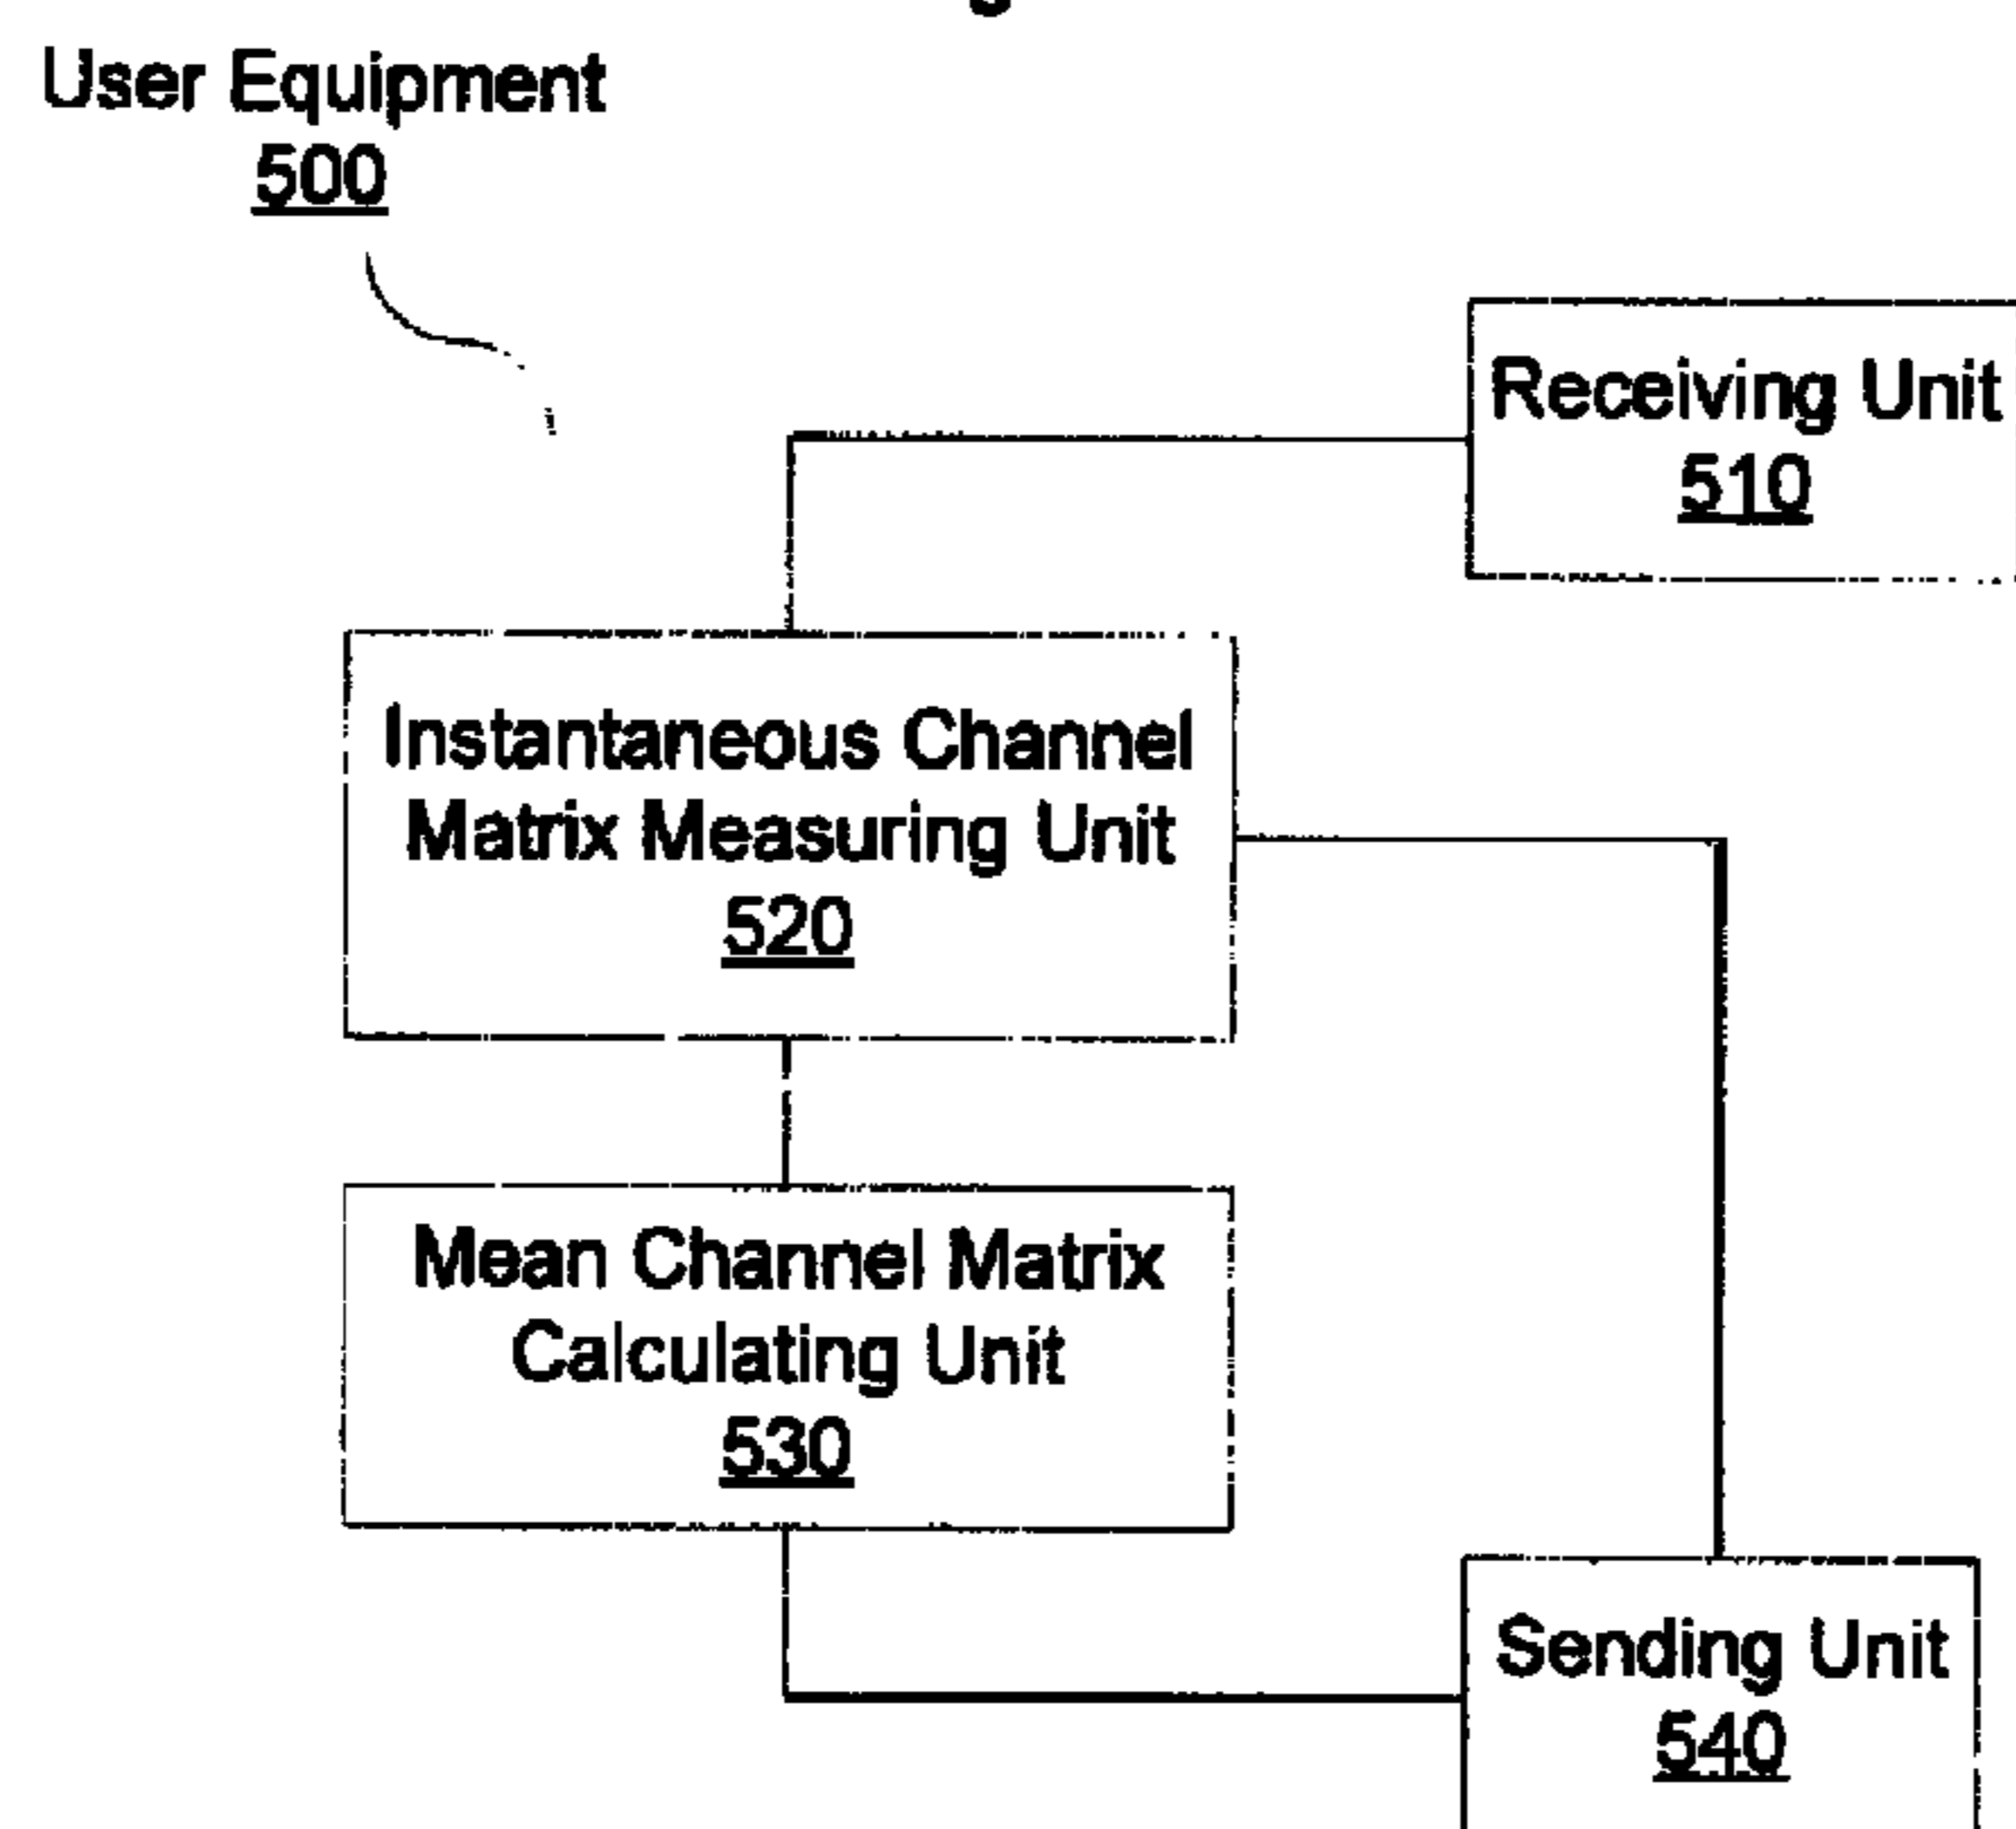 User Equipment
500
Receiving Unit
510
Instantaneous Channel
Matrix Measuring Unit
520
Mean Channel Matrix
Calculating Unit
530
Sending Unit
540